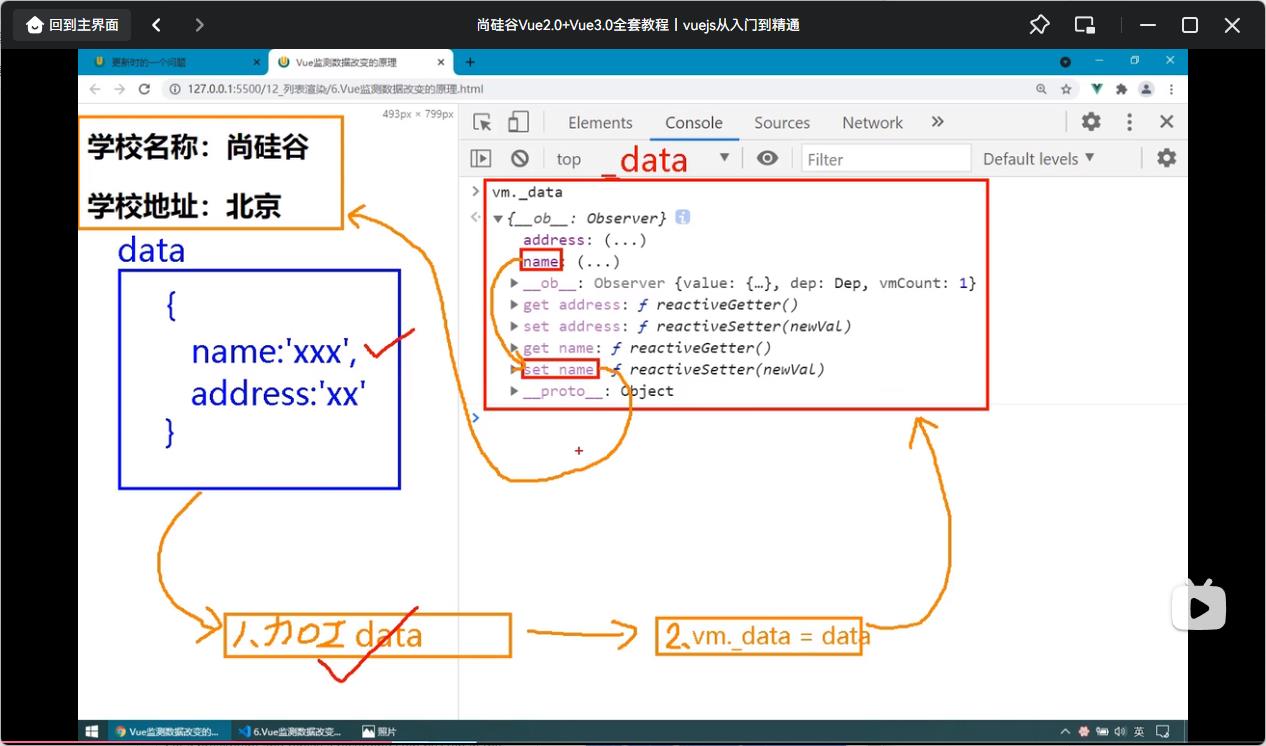 回到主界面
尚硅谷Vue2.0+Vue3.0全套教程丨vuejs从入门到精通
更新时的一个问题
Vue监测数据改变的原理
127.0.0.1:5500/12_列表渲染/6.Vue监测数据改变的原理.html
493px × 799px
Elements Console Sources Network
top
Filter
Default levels
_data
学校名称：尚硅谷
学校地址：北京
data
{
name:'xxx',
address:'xx'
}
vm._data
{__ob__: Observer}
address: (...)
name: (...)
__ob__: Observer {value: {…}, dep: Dep, vmCount: 1}
get address: ƒ reactiveGetter()
set address: ƒ reactiveSetter(newVal)
get name: ƒ reactiveGetter()
set name: ƒ reactiveSetter(newVal)
__proto__: Object
1、加工 data
2、vm._data = data
Vue监测数据改变的...
6.Vue监测数据改变...
照片
英